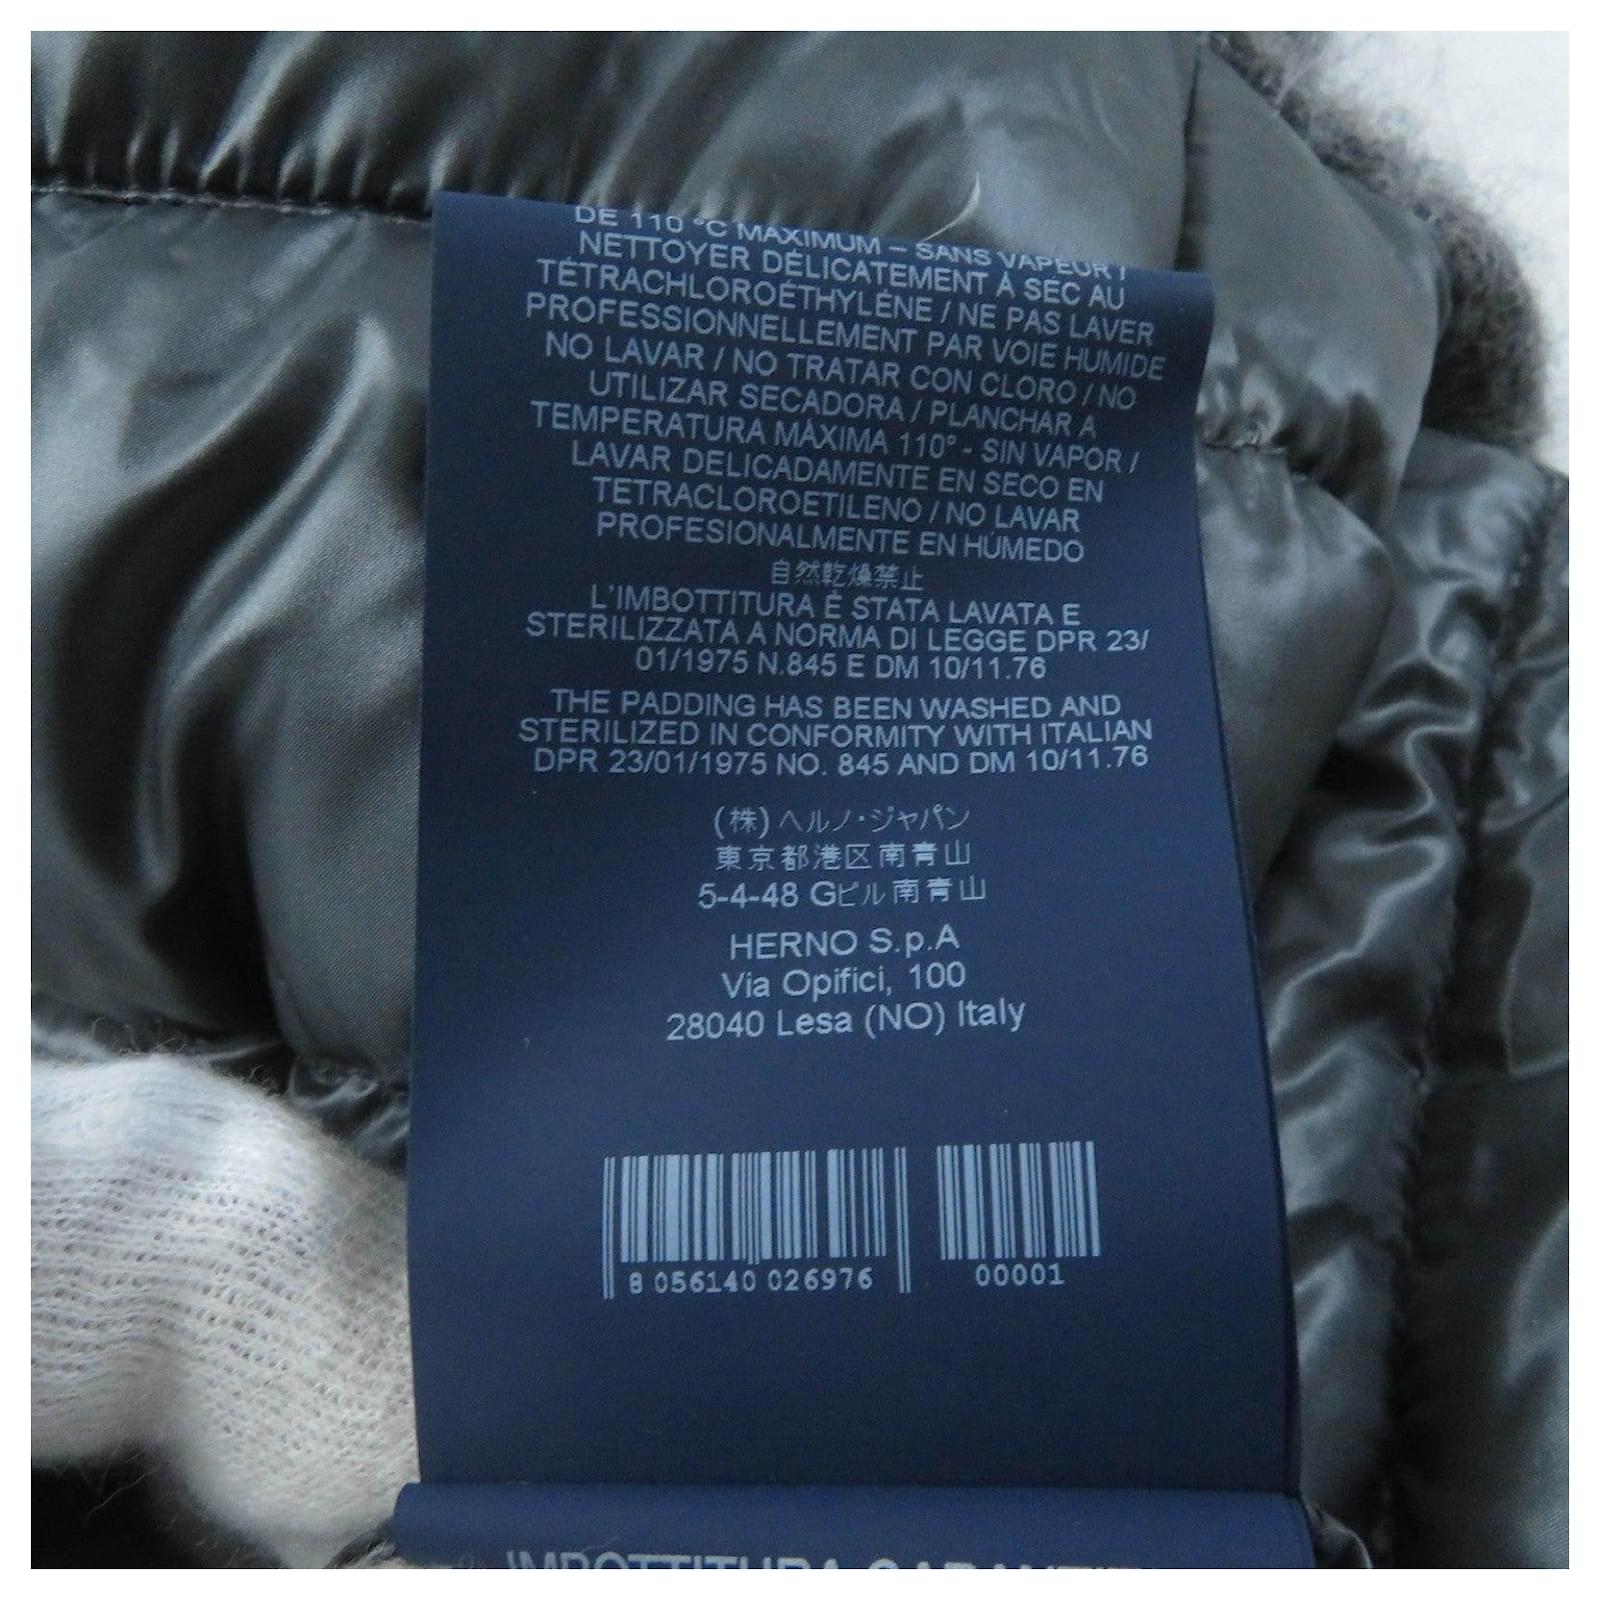 DE 110 °C MAXIMUM – SANS VAPEUR /
NETTOYER DÉLICATEMENT À SEC AU
TÉTRACHLOROÉTHYLÉNE / NE PAS LAVER
PROFESSIONNELLEMENT PAR VOIE HUMIDE
NO LAVAR / NO TRATAR CON CLORO / NO
UTILIZAR SECADORA / PLANCHAR A
TEMPERATURA MÁXIMA 110° - SIN VAPOR /
LAVAR DELICADAMENTE EN SECO EN
TETRACLOROETILENO / NO LAVAR
PROFESIONALMENTE EN HÚMEDO
自然乾燥禁止
L'IMBOTTITURA É STATA LAVATA E
STERILIZZATA A NORMA DI LEGGE DPR 23/
01/1975 N.845 E DM 10/11.76
THE PADDING HAS BEEN WASHED AND
STERILIZED IN CONFORMITY WITH ITALIAN
DPR 23/01/1975 NO. 845 AND DM 10/11.76
(株)ヘルノ・ジャパン
東京都港区南青山
5-4-48 Gビル南青山
HERNO S.p.A
Via Opifici, 100
28040 Lesa (NO) Italy
8 056140 026976 00001
IMBOTTITURA